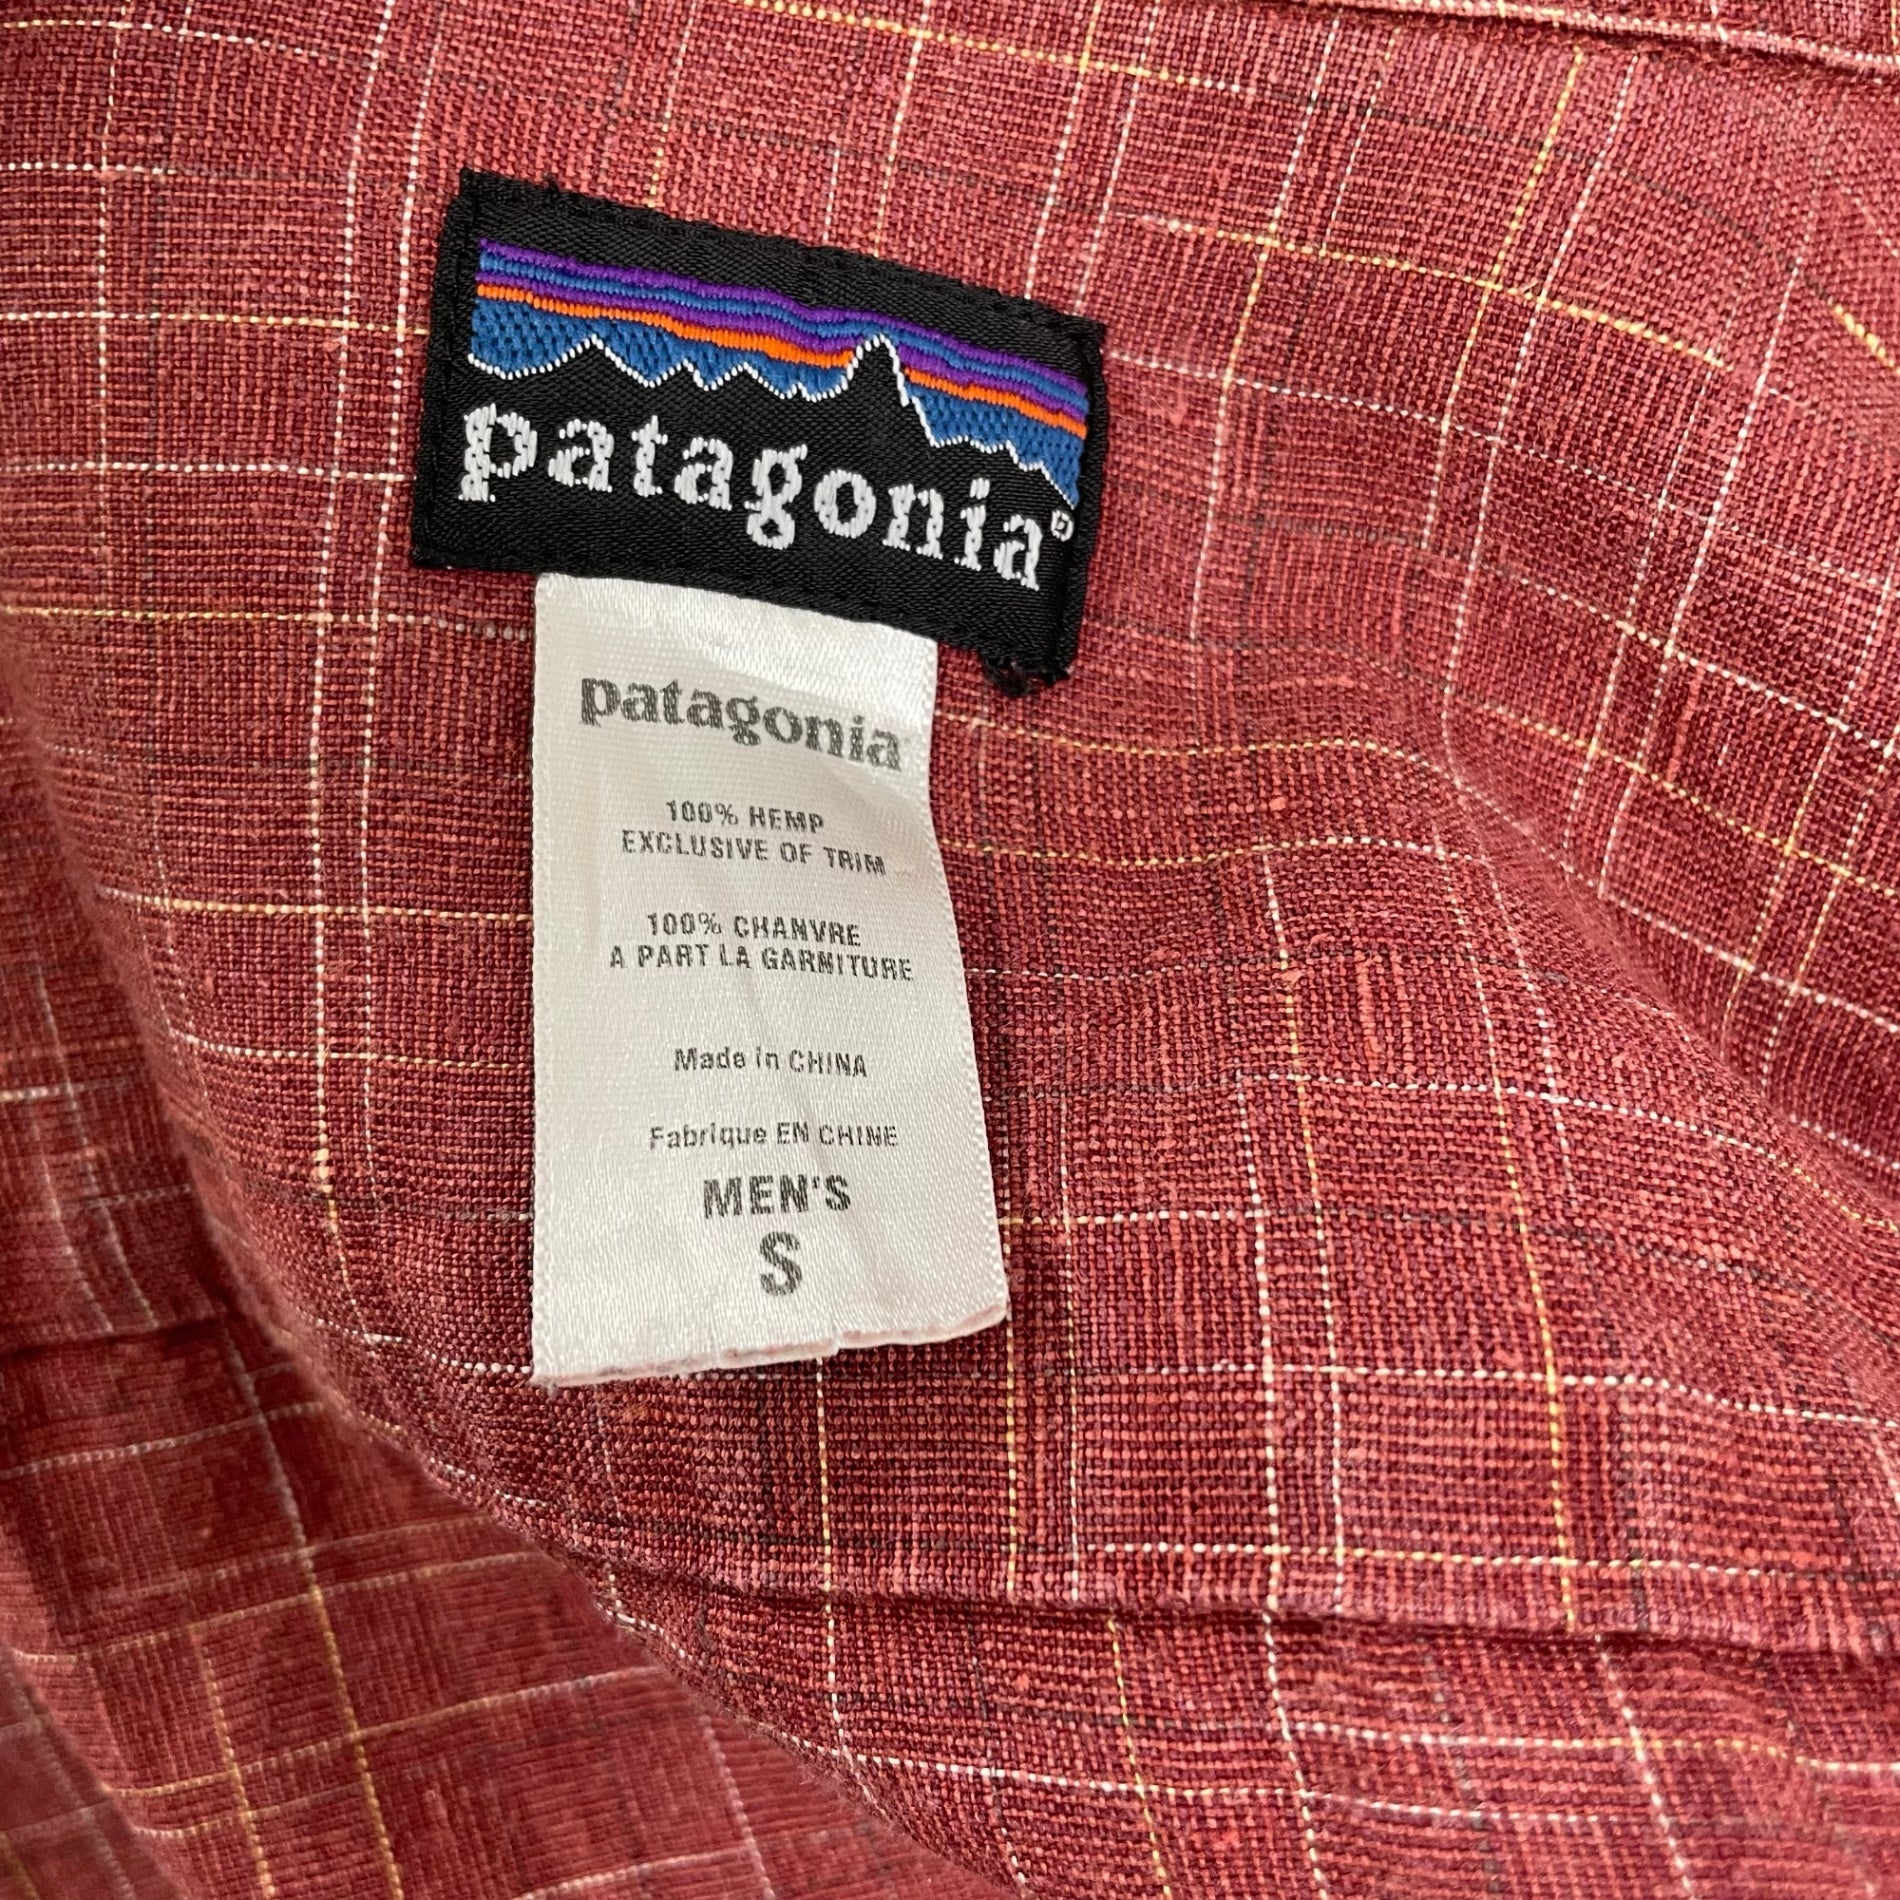 patagonia®
patagonia
100% HEMP
EXCLUSIVE OF TRIM
100% CHANVRE
A PART LA GARNITURE
Made in CHINA
Fabrique EN CHINE
MEN'S
S